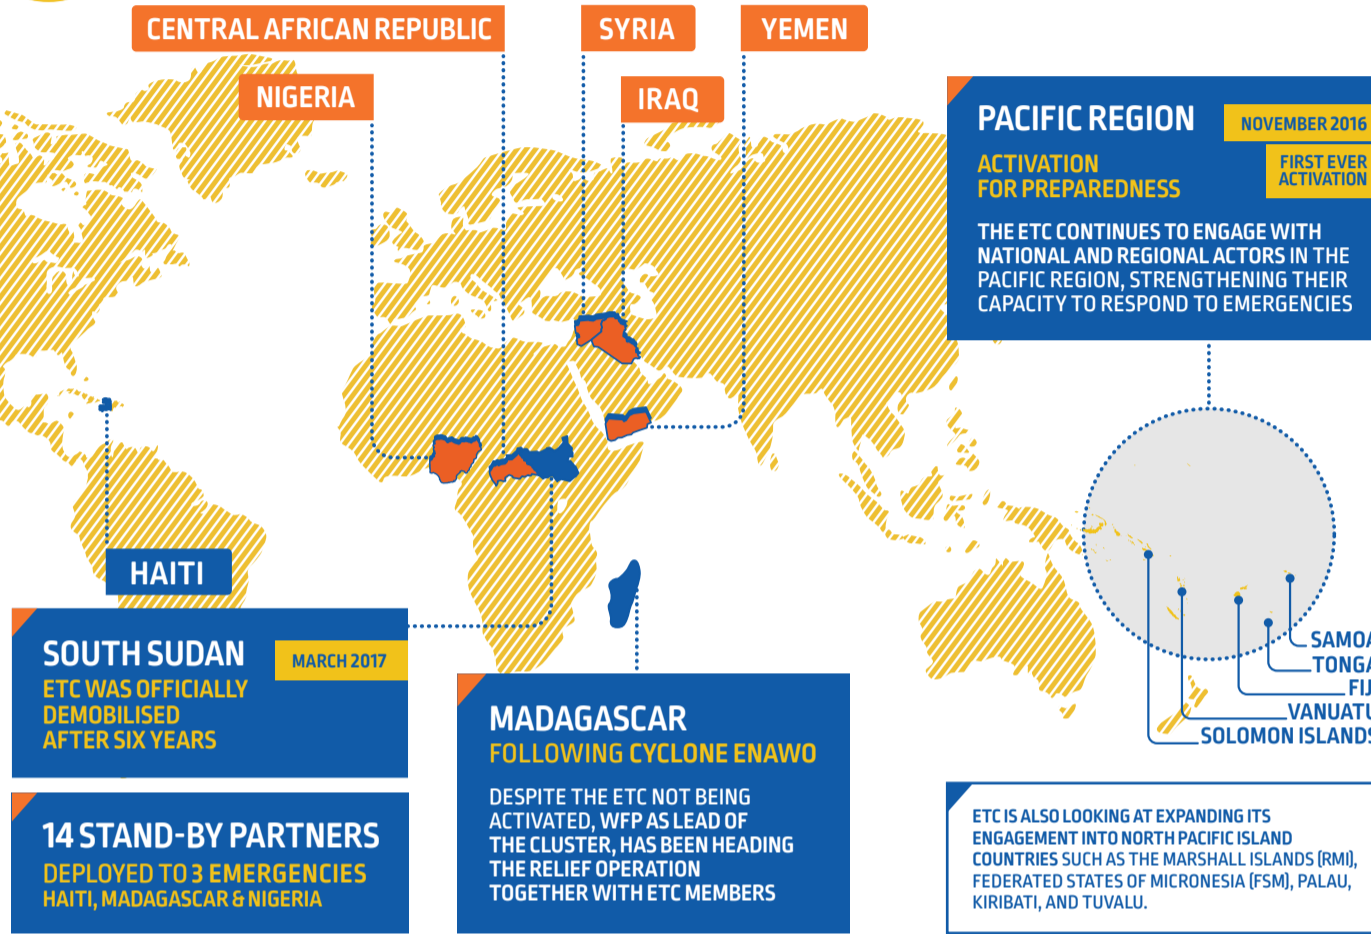 CENTRAL AFRICAN REPUBLIC
SYRIA
YEMEN
NIGERIA
IRAQ
PACIFIC REGION
NOVEMBER 2016
ACTIVATION
FOR PREPAREDNESS
FIRST EVER
ACTIVATION
THE ETC CONTINUES TO ENGAGE WITH
NATIONAL AND REGIONAL ACTORS IN THE
PACIFIC REGION, STRENGTHENING THEIR
CAPACITY TO RESPOND TO EMERGENCIES
HAITI
SOUTH SUDAN
MARCH 2017
ETC WAS OFFICIALLY
DEMOBILISED
AFTER SIX YEARS
14 STAND-BY PARTNERS
DEPLOYED TO 3 EMERGENCIES
HAITI, MADAGASCAR & NIGERIA
MADAGASCAR
FOLLOWING CYCLONE ENAWO
DESPITE THE ETC NOT BEING
ACTIVATED, WFP AS LEAD OF
THE CLUSTER, HAS BEEN HEADING
THE RELIEF OPERATION
TOGETHER WITH ETC MEMBERS
SAMOA
TONGA
FIJI
VANUATU
SOLOMON ISLANDS
ETC IS ALSO LOOKING AT EXPANDING ITS
ENGAGEMENT INTO NORTH PACIFIC ISLAND
COUNTRIES SUCH AS THE MARSHALL ISLANDS (RMI),
FEDERATED STATES OF MICRONESIA (FSM), PALAU,
KIRIBATI, AND TUVALU.